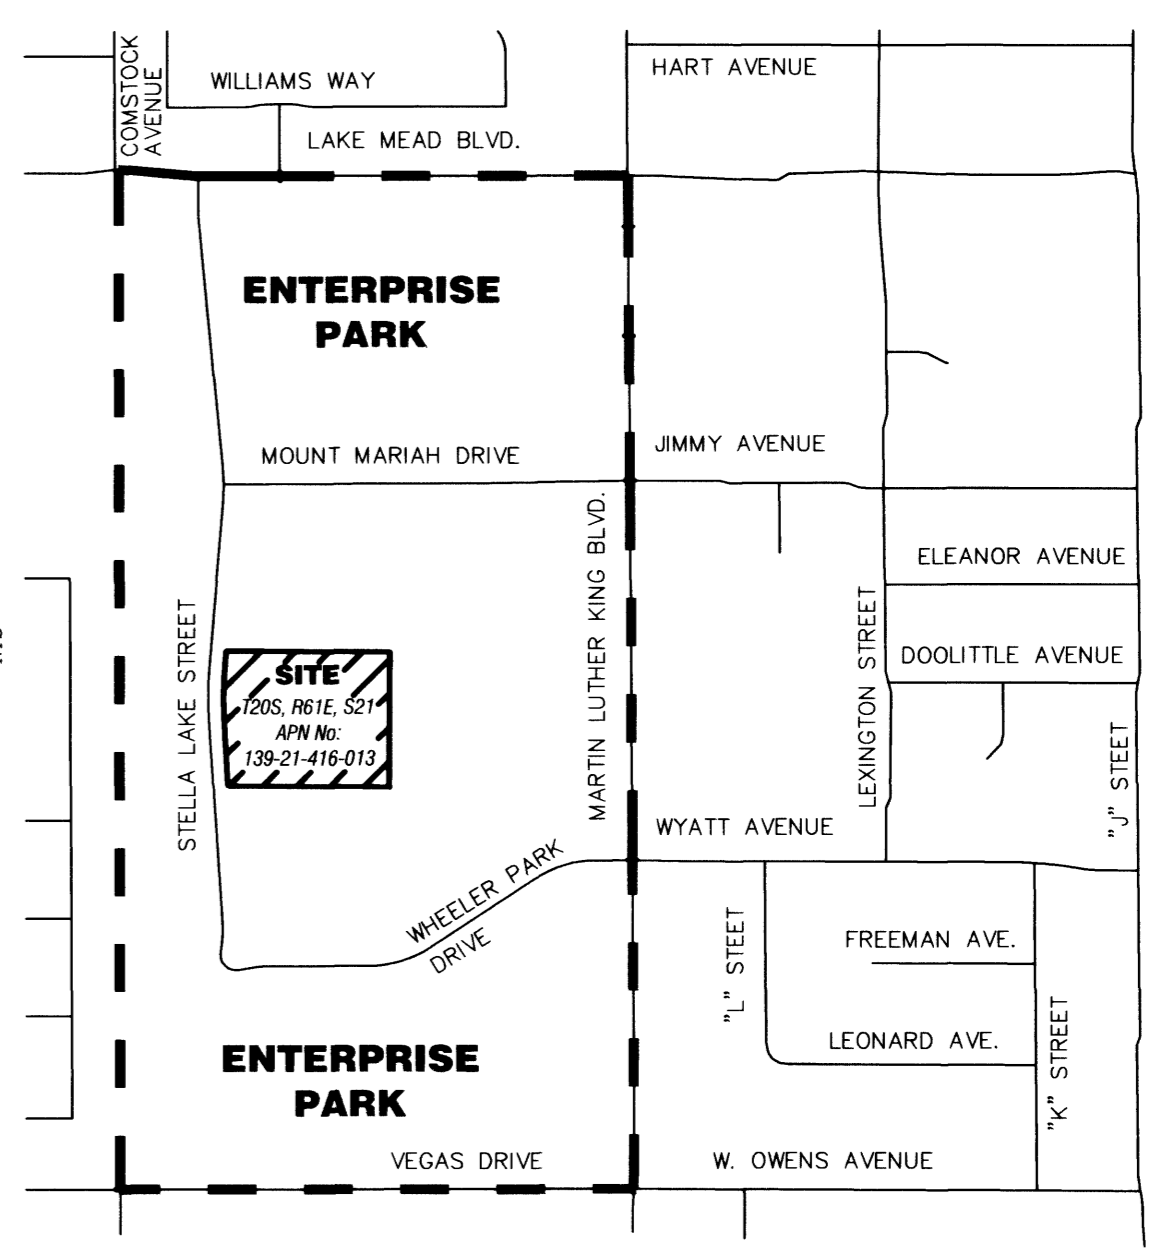 COMSTOCK
AVENUE
WILLIAMS WAY
HART AVENUE
LAKE MEAD BLVD.
ENTERPRISE
PARK
MOUNT MARIAH DRIVE
JIMMY AVENUE
MARTIN LUTHER KING BLVD.
ELEANOR AVENUE
STELLA LAKE STREET
LEXINGTON STREET
DOOLITTLE AVENUE
SITE
T20S, R61E, S21
APN No:
139-21-416-013
"J" STEET
WYATT AVENUE
WHEELER PARK
DRIVE
"L" STEET
FREEMAN AVE.
"K" STREET
LEONARD AVE.
ENTERPRISE
PARK
VEGAS DRIVE
W. OWENS AVENUE